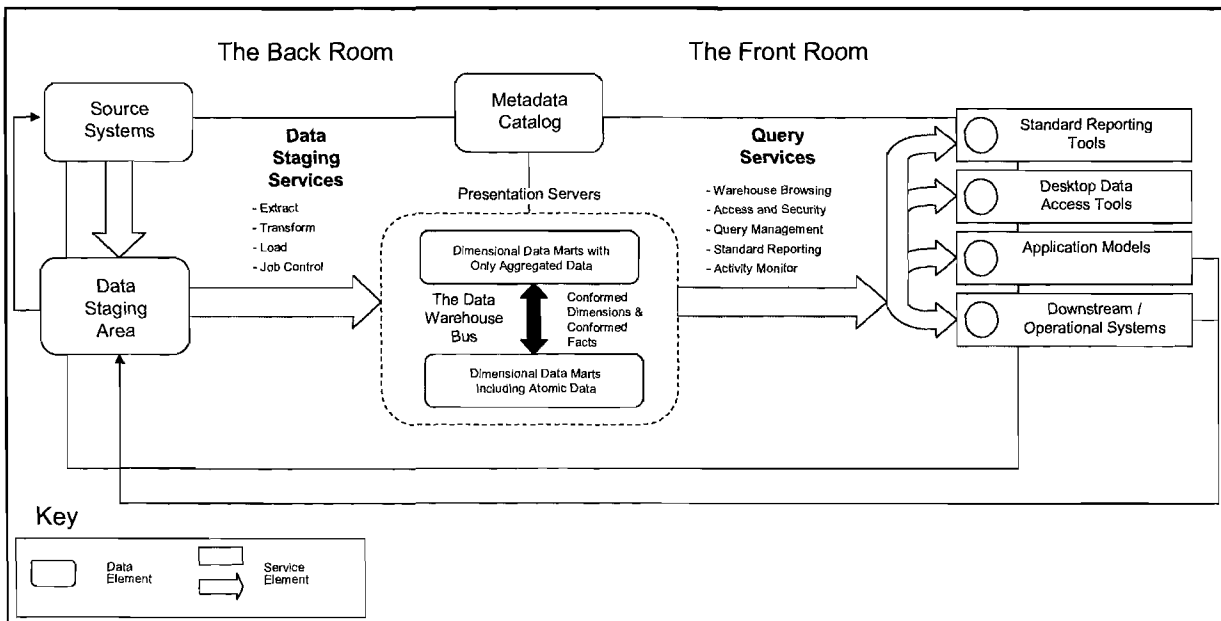 The Back Room
The Front Room
Source
Systems
Metadata
Catalog
Data
Staging
Services
- Extract
- Transform
- Load
- Job Control
Data
Staging
Area
Presentation Servers
Dimensional Data Marts with
Only Aggregated Data
The Data
Warehouse
Bus
Conformed
Dimensions &
Conformed
Facts
Dimensional Data Marts
Including Atomic Data
Query
Services
- Warehouse Browsing
- Access and Security
- Query Management
- Standard Reporting
- Activity Monitor
Standard Reporting
Tools
Desktop Data
Access Tools
Application Models
Downstream /
Operational Systems
Key
Data
Element
Service
Element